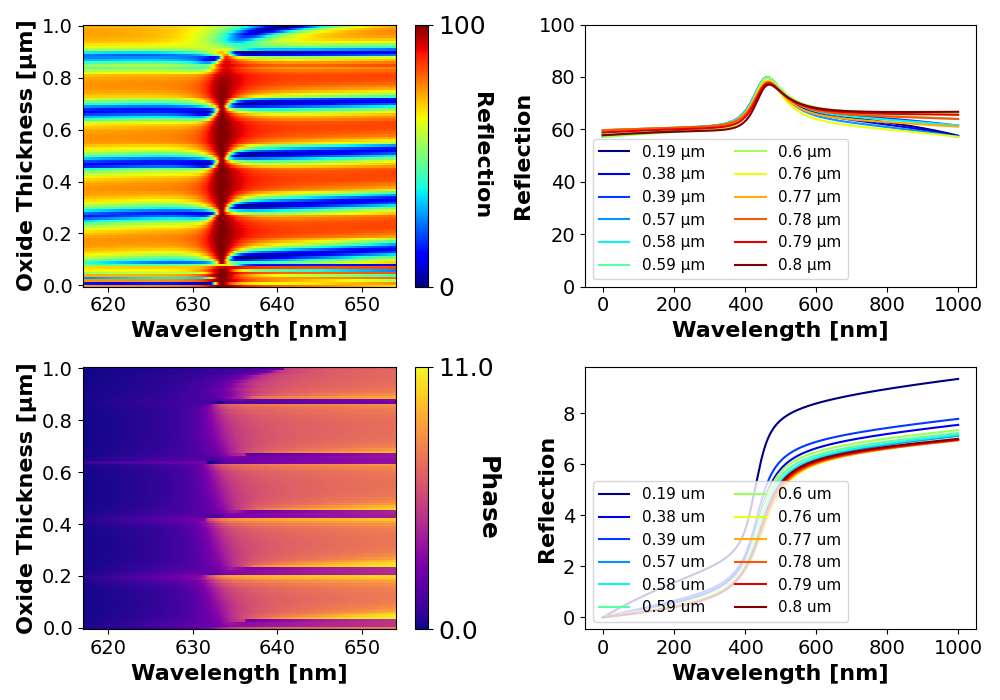 1.0
0.8
0.6
0.4
0.2
0.0
Oxide Thickness [μm]
620
630
640
650
Wavelength [nm]
100
0
Reflection
100
80
60
40
20
0
Reflection
0.19 μm
0.38 μm
0.39 μm
0.57 μm
0.58 μm
0.59 μm
0.6 μm
0.76 μm
0.77 μm
0.78 μm
0.79 μm
0.8 μm
0
200
400
600
800
1000
Wavelength [nm]
1.0
0.8
0.6
0.4
0.2
0.0
Oxide Thickness [μm]
620
630
640
650
Wavelength [nm]
11.0
0.0
Phase
8
6
4
2
0
Reflection
0.19 um
0.38 um
0.39 um
0.57 um
0.58 um
0.59 um
0.6 um
0.76 um
0.77 um
0.78 um
0.79 um
0.8 um
0
200
400
600
800
1000
Wavelength [nm]